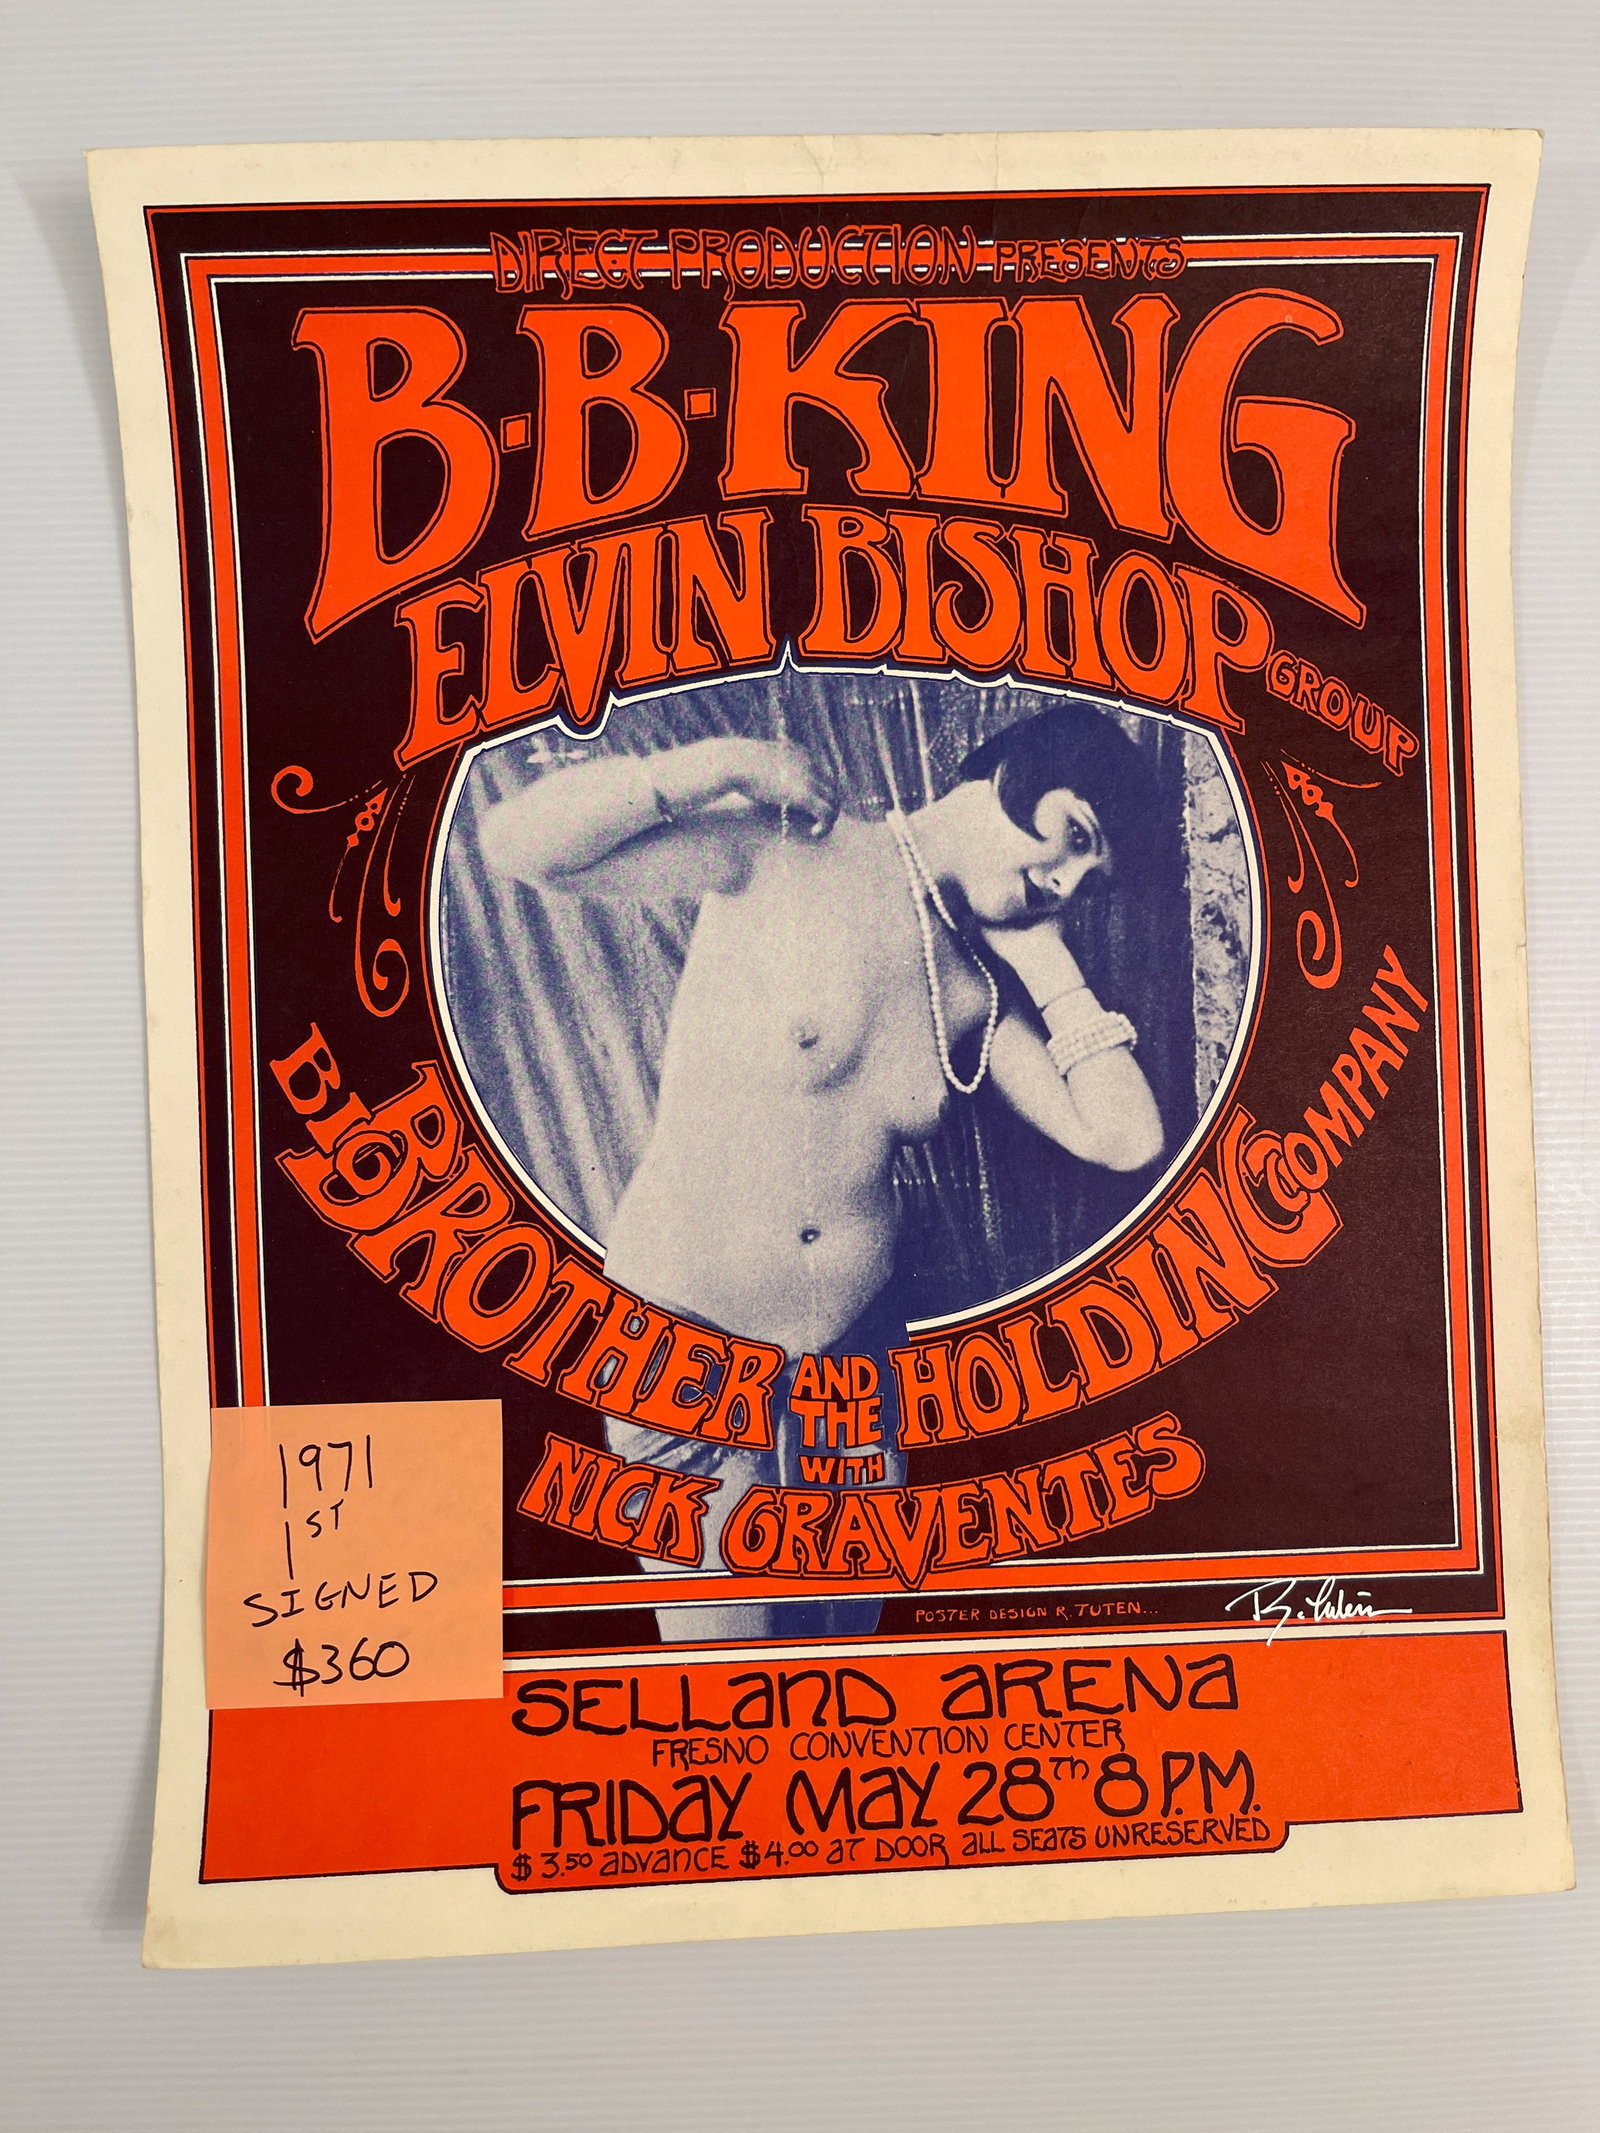 DIRECT PRODUCTION PRESENTS
B·B·KING
ELVIN BISHOP GROUP
BIG BROTHER AND THE HOLDING COMPANY
WITH
NICK GRAVENTES
POSTER DESIGN R. TUTEN...
R. Tuten
1971
1ST
SIGNED
$360
SELLAND ARENA
FRESNO CONVENTION CENTER
FRIDAY MAY 28TH 8 P.M.
$3.50 ADVANCE $4.00 AT DOOR ALL SEATS UNRESERVED